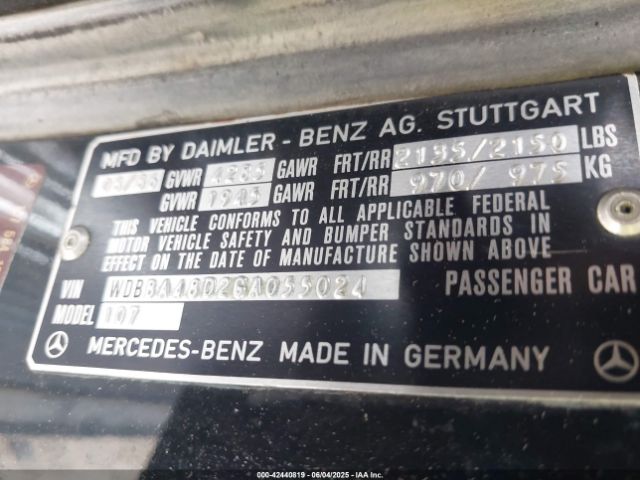 MFD BY DAIMLER - BENZ AG. STUTTGART
GVWR 4285 GAWR FRT/RR 2135/2150 LBS
GVWR 1945 GAWR FRT/RR 970/ 975 KG
THIS VEHICLE CONFORMS TO ALL APPLICABLE FEDERAL
MOTOR VEHICLE SAFETY AND BUMPER STANDARDS IN
EFFECT ON THE DATE OF MANUFACTURE SHOWN ABOVE
VIN WDBBA48D2GA055024 PASSENGER CAR
MODEL 107
MERCEDES-BENZ MADE IN GERMANY
000-42440819 - 06/04/2025 - IAA Inc.